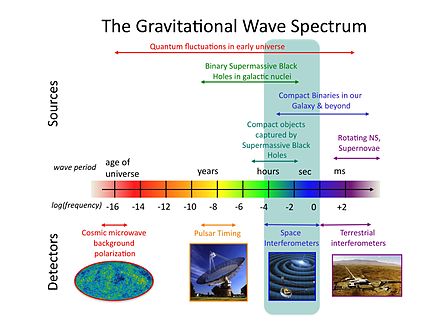 The Gravitational Wave Spectrum
Sources
Quantum fluctuations in early universe
Binary Supermassive Black
Holes in galactic nuclei
Compact Binaries in our
Galaxy & beyond
Compact objects
captured by
Supermassive Black
Holes
Rotating NS,
Supernovae
wave period
age of
universe
years
hours
sec
ms
log(frequency)
-16 -14 -12 -10 -8 -6 -4 -2 0 +2
Detectors
Cosmic microwave
background
polarization
Pulsar Timing
Space
Interferometers
Terrestrial
interferometers